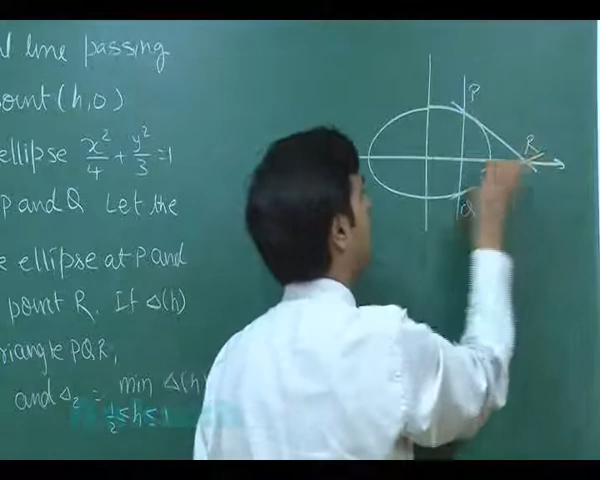 line passing
point (h,0)
ellipse x²/4 + y²/3 = 1
P and Q Let the
ellipse at P and
point R. If Δ(h)
triangle PQR,
and Δ₂ = min Δ(h)
½≤h≤1
P
R
Q